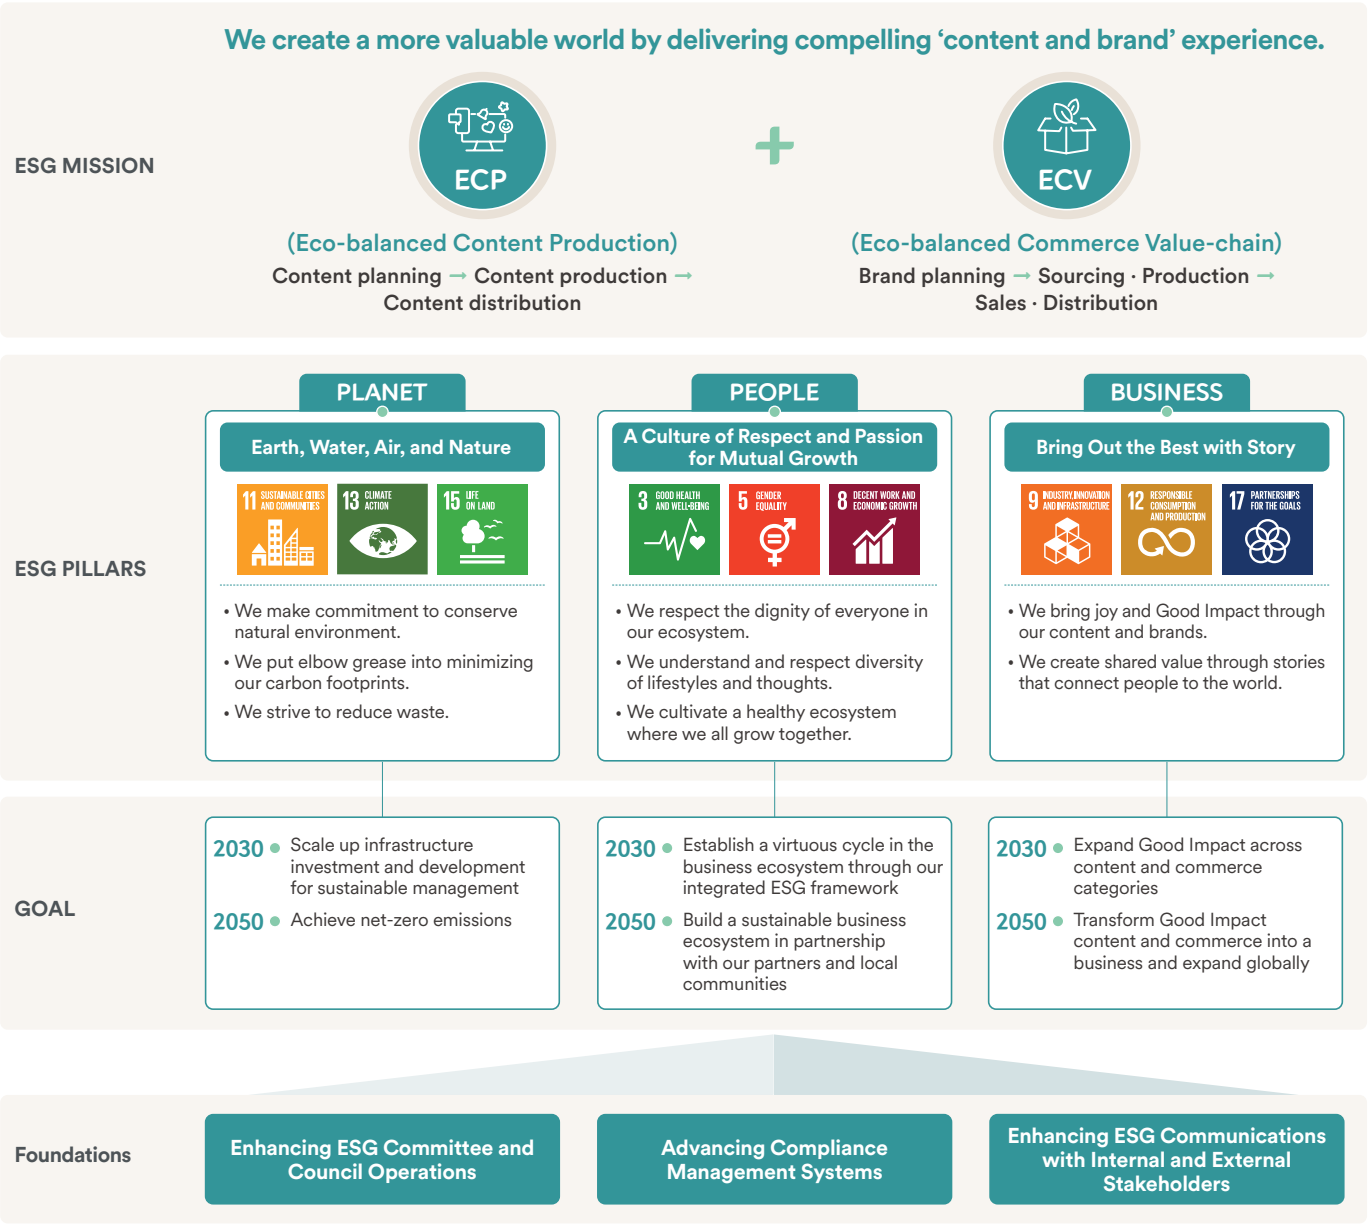 We create a more valuable world by delivering compelling ‘content and brand’ experience.
ESG MISSION
ECP
(Eco-balanced Content Production)
Content planning → Content production →
Content distribution
+
ECV
(Eco-balanced Commerce Value-chain)
Brand planning → Sourcing · Production →
Sales · Distribution
ESG PILLARS
PLANET
Earth, Water, Air, and Nature
11 SUSTAINABLE CITIES
AND COMMUNITIES
13 CLIMATE
ACTION
15 LIFE
ON LAND
• We make commitment to conserve
natural environment.
• We put elbow grease into minimizing
our carbon footprints.
• We strive to reduce waste.
PEOPLE
A Culture of Respect and Passion
for Mutual Growth
3 GOOD HEALTH
AND WELL-BEING
5 GENDER
EQUALITY
8 DECENT WORK AND
ECONOMIC GROWTH
• We respect the dignity of everyone in
our ecosystem.
• We understand and respect diversity
of lifestyles and thoughts.
• We cultivate a healthy ecosystem
where we all grow together.
BUSINESS
Bring Out the Best with Story
9 INDUSTRY, INNOVATION
AND INFRASTRUCTURE
12 RESPONSIBLE
CONSUMPTION
AND PRODUCTION
17 PARTNERSHIPS
FOR THE GOALS
• We bring joy and Good Impact through
our content and brands.
• We create shared value through stories
that connect people to the world.
GOAL
2030 • Scale up infrastructure
investment and development
for sustainable management
2050 • Achieve net-zero emissions
2030 • Establish a virtuous cycle in the
business ecosystem through our
integrated ESG framework
2050 • Build a sustainable business
ecosystem in partnership
with our partners and local
communities
2030 • Expand Good Impact across
content and commerce
categories
2050 • Transform Good Impact
content and commerce into a
business and expand globally
Foundations
Enhancing ESG Committee and
Council Operations
Advancing Compliance
Management Systems
Enhancing ESG Communications
with Internal and External
Stakeholders